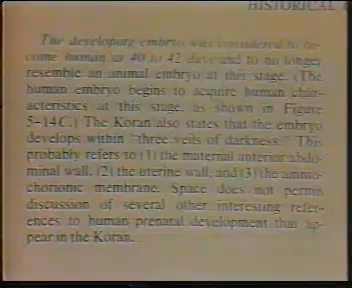 HISTORICAL
The developing embryo was considered to be-
come human at 40 to 42 days and to no longer
resemble an animal embryo at this stage. (The
human embryo begins to acquire human char-
acteristics at this stage, as shown in Figure
5–14C.) The Koran also states that the embryo
develops within "three veils of darkness." This
probably refers to (1) the maternal anterior abdo-
minal wall, (2) the uterine wall, and (3) the amnio-
chorionic membrane. Space does not permit
discussion of several other interesting refer-
ences to human prenatal development that ap-
pear in the Koran.